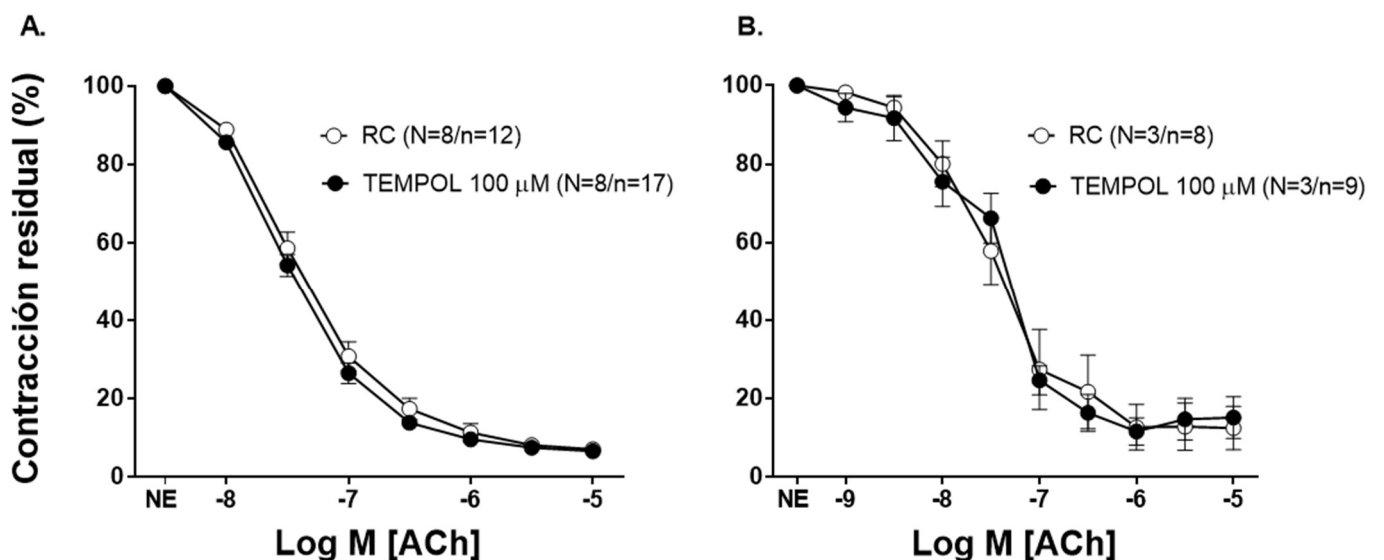 A.
Contracción residual (%)
100
80
60
40
20
0
RC (N=8/n=12)
TEMPOL 100 μM (N=8/n=17)
NE -8 -7 -6 -5
Log M [ACh]
B.
100
80
60
40
20
0
RC (N=3/n=8)
TEMPOL 100 μM (N=3/n=9)
NE -9 -8 -7 -6 -5
Log M [ACh]